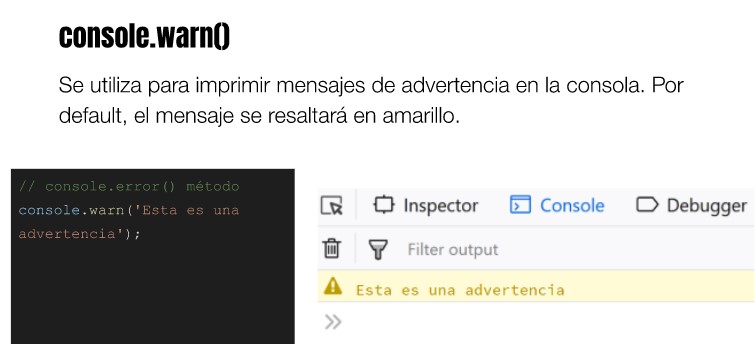 console.warn()
Se utiliza para imprimir mensajes de advertencia en la consola. Por
default, el mensaje se resaltará en amarillo.
// console.error() método
console.warn('Esta es una
advertencia');
Inspector Console Debugger
Filter output
Esta es una advertencia